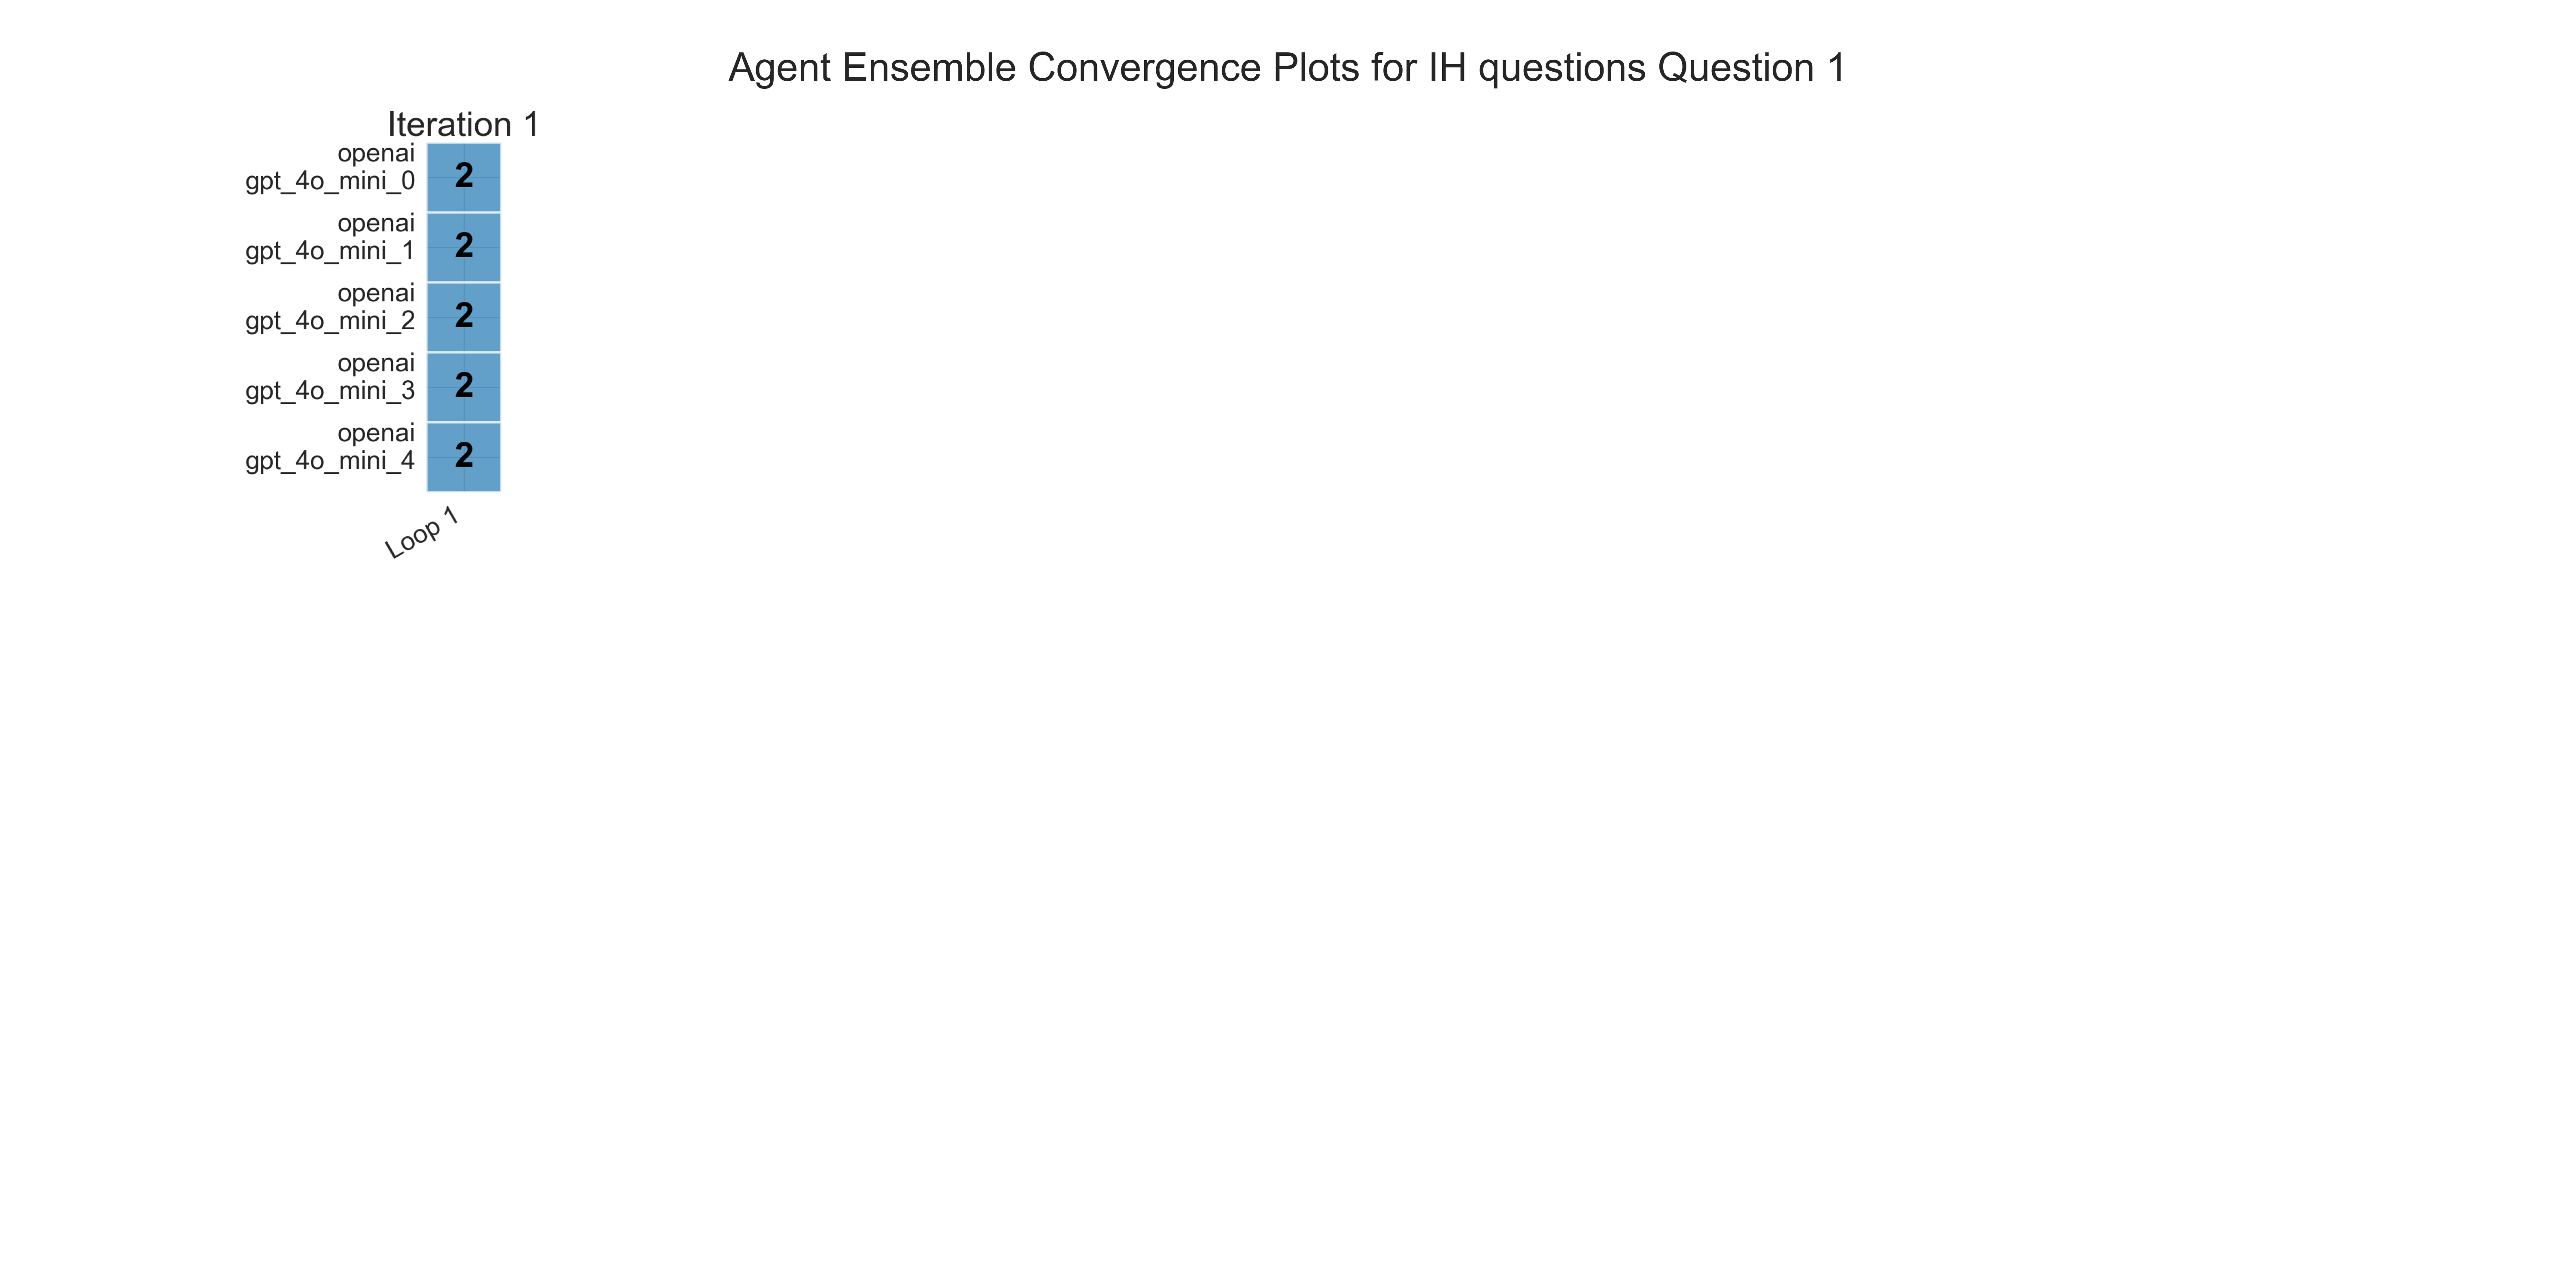 Agent Ensemble Convergence Plots for IH questions Question 1
Iteration 1
openai
gpt_4o_mini_0
2
openai
gpt_4o_mini_1
2
openai
gpt_4o_mini_2
2
openai
gpt_4o_mini_3
2
openai
gpt_4o_mini_4
2
Loop 1